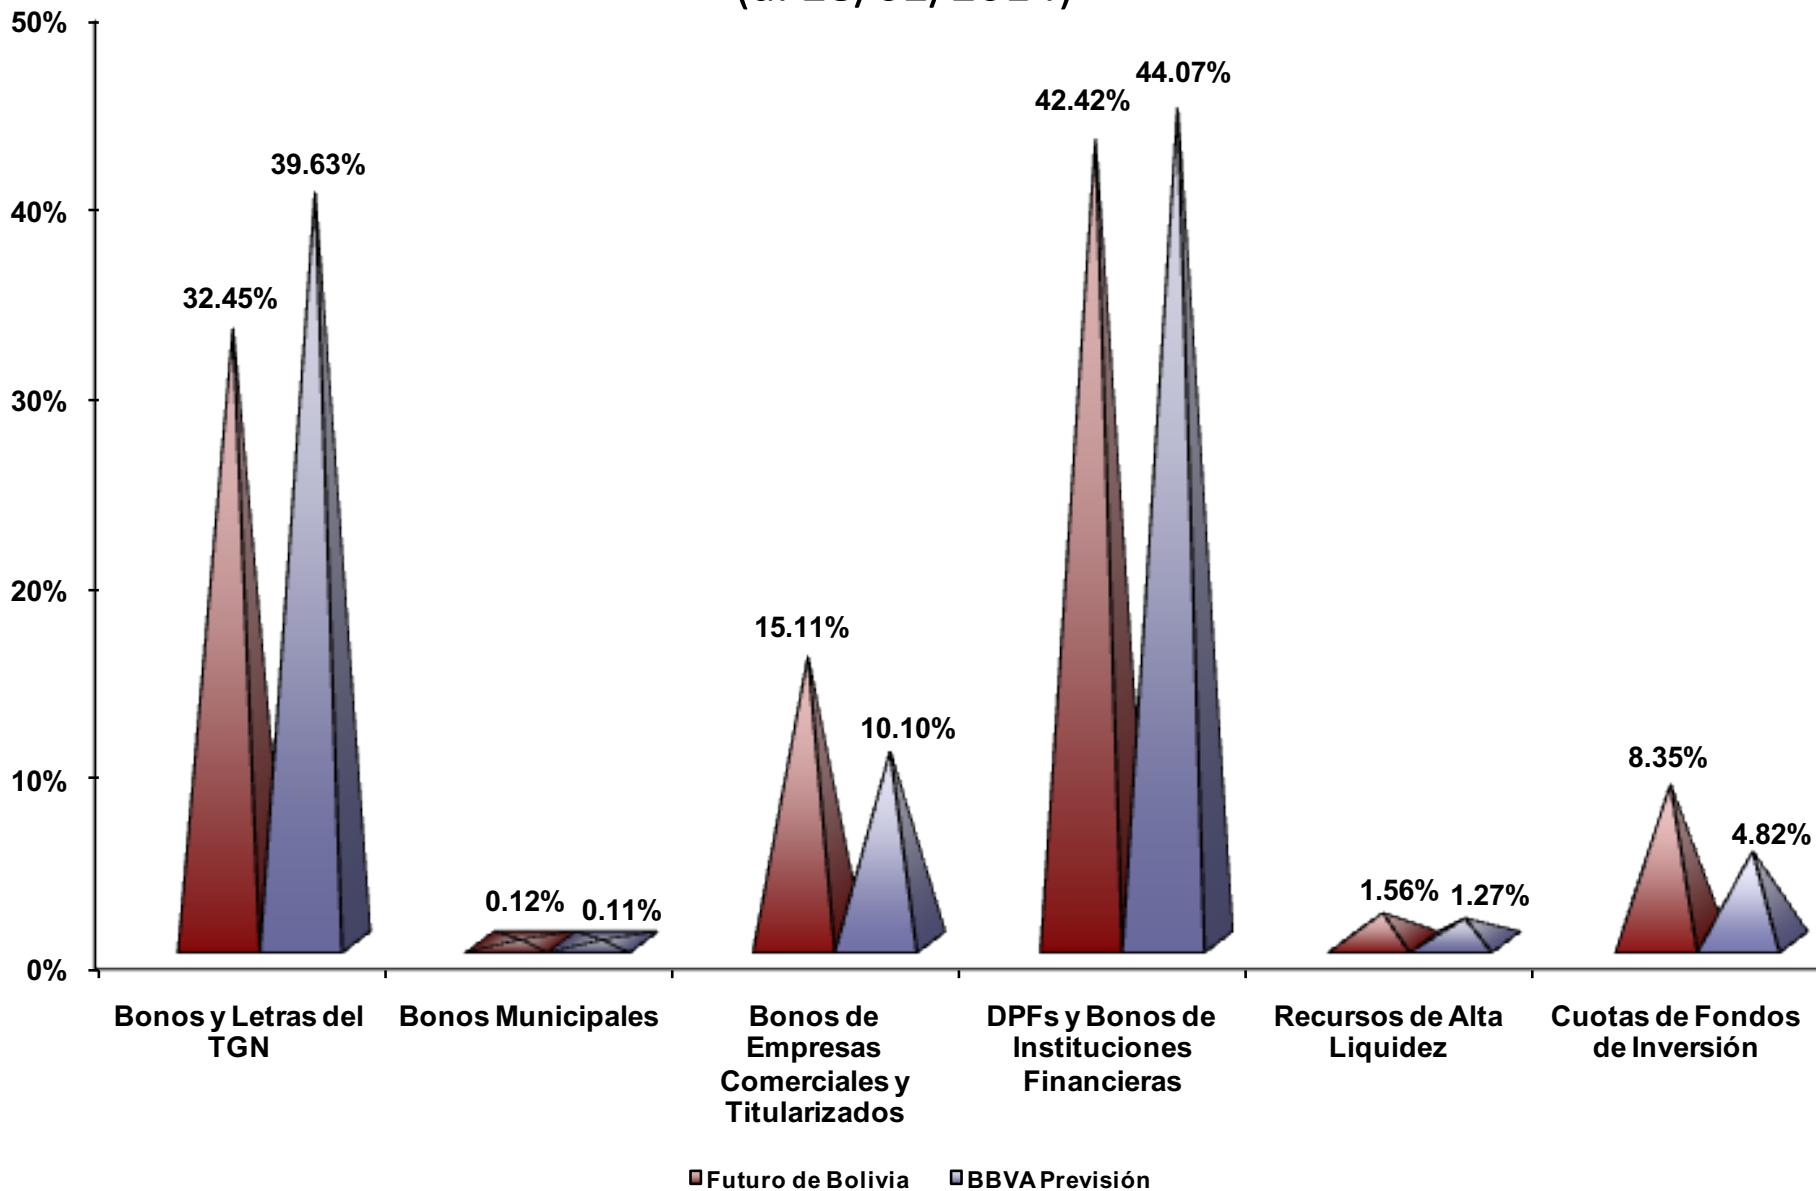 50%
40%
30%
20%
10%
0%
32.45%
39.63%
0.12%
0.11%
15.11%
10.10%
42.42%
44.07%
1.56%
1.27%
8.35%
4.82%
Bonos y Letras del
TGN
Bonos Municipales
Bonos de
Empresas
Comerciales y
Titularizados
DPFs y Bonos de
Instituciones
Financieras
Recursos de Alta
Liquidez
Cuotas de Fondos
de Inversión
Futuro de Bolivia
BBVA Previsión